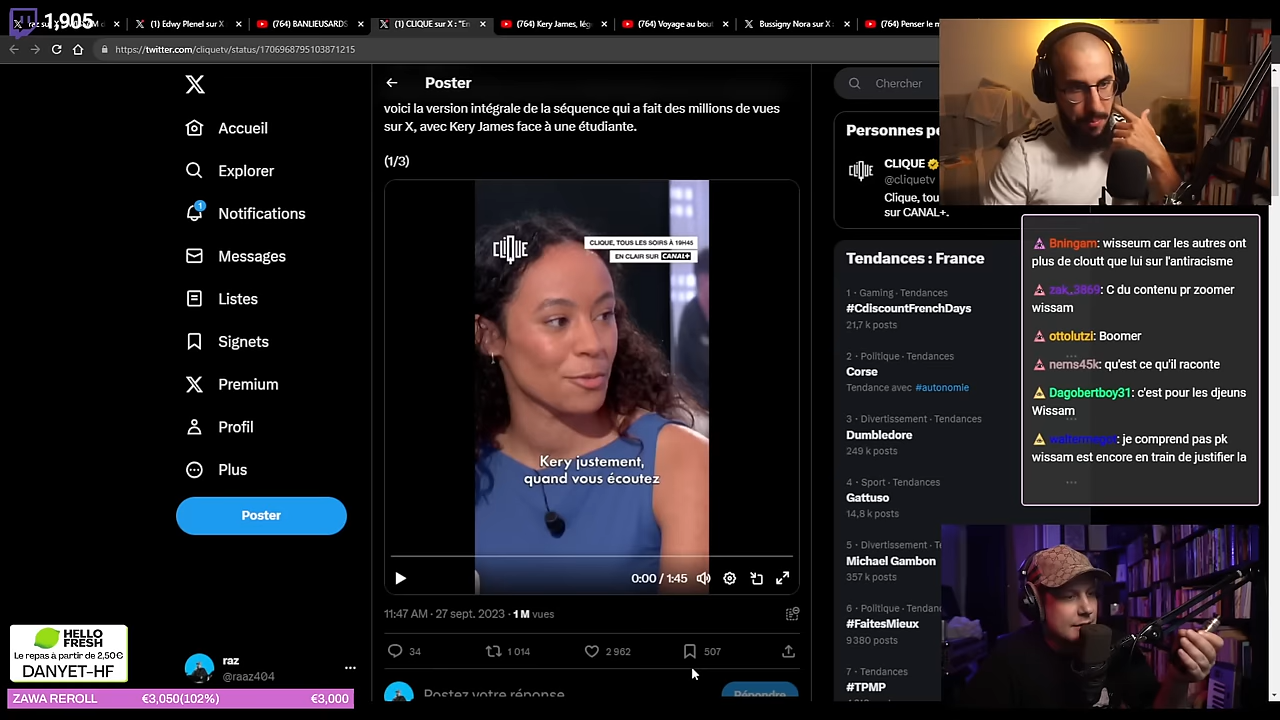 1,905
(1) Edwy Plenel sur X :
(764) BANLIEUSARDS
(1) CLIQUE sur X : "En
(764) Kery James, lég
(764) Voyage au bout
Bussigny Nora sur X :
(764) Penser le m
https://twitter.com/cliquetv/status/1706968795103871215
Accueil
Explorer
1
Notifications
Messages
Listes
Signets
Premium
Profil
Plus
Poster
raz
@raaz404
HELLO
FRESH
Le repas à partir de 2,50€
DANYET-HF
ZAWA REROLL €3,050(102%) €3,000
Poster
voici la version intégrale de la séquence qui a fait des millions de vues
sur X, avec Kery James face à une étudiante.
(1/3)
CLIQUE
CLIQUE, TOUS LES SOIRS À 19H45
EN CLAIR SUR CANAL+
Kery justement,
quand vous écoutez
0:00 / 1:45
11:47 AM · 27 sept. 2023 · 1 M vues
34 1 014 2 962 507
Postez votre réponse
Répondre
Chercher
Personnes pe
CLIQUE
CLIQUE
@cliquetv
Clique, tou
sur CANAL+.
Tendances : France
1 · Gaming · Tendances
#CdiscountFrenchDays
21,7 k posts
2 · Politique · Tendances
Corse
Tendance avec #autonomie
3 · Divertissement · Tendances
Dumbledore
249 k posts
4 · Sport · Tendances
Gattuso
14,8 k posts
5 · Divertissement · T
Michael Gambon
357 k posts
6 · Politique · Tendanc
#FaitesMieux
9 380 posts
7 · Tendances
#TPMP
Bningam: wisseum car les autres ont
plus de cloutt que lui sur l'antiracisme
zak_3869: C du contenu pr zoomer
wissam
ottolutzi: Boomer
nems45k: qu'est ce qu'il raconte
Dagobertboy31: c'est pour les djeuns
Wissam
: je comprend pas pk
wissam est encore en train de justifier la